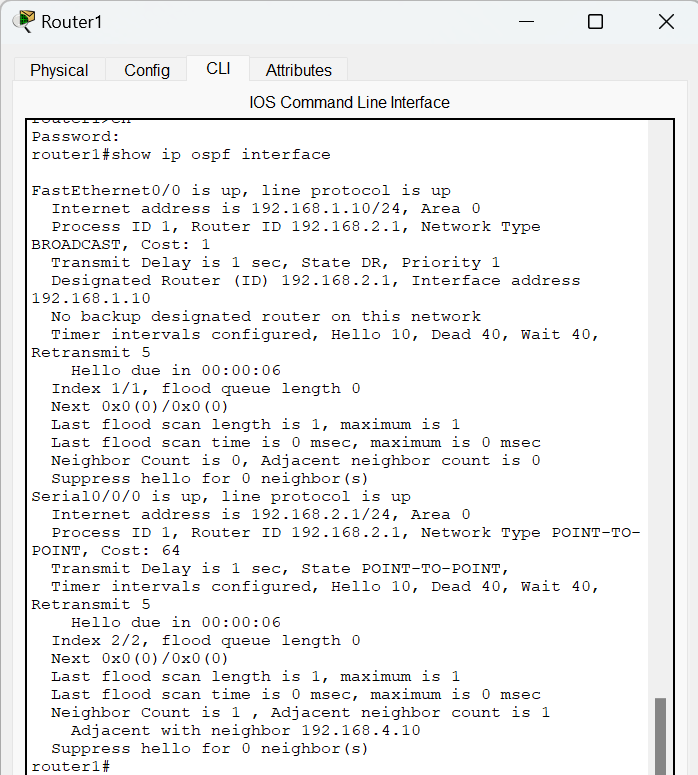 Router1
Physical Config CLI Attributes
IOS Command Line Interface
router1>en
Password:
router1#show ip ospf interface
FastEthernet0/0 is up, line protocol is up
Internet address is 192.168.1.10/24, Area 0
Process ID 1, Router ID 192.168.2.1, Network Type
BROADCAST, Cost: 1
Transmit Delay is 1 sec, State DR, Priority 1
Designated Router (ID) 192.168.2.1, Interface address
192.168.1.10
No backup designated router on this network
Timer intervals configured, Hello 10, Dead 40, Wait 40,
Retransmit 5
Hello due in 00:00:06
Index 1/1, flood queue length 0
Next 0x0(0)/0x0(0)
Last flood scan length is 1, maximum is 1
Last flood scan time is 0 msec, maximum is 0 msec
Neighbor Count is 0, Adjacent neighbor count is 0
Suppress hello for 0 neighbor(s)
Serial0/0/0 is up, line protocol is up
Internet address is 192.168.2.1/24, Area 0
Process ID 1, Router ID 192.168.2.1, Network Type POINT-TO-
POINT, Cost: 64
Transmit Delay is 1 sec, State POINT-TO-POINT,
Timer intervals configured, Hello 10, Dead 40, Wait 40,
Retransmit 5
Hello due in 00:00:06
Index 2/2, flood queue length 0
Next 0x0(0)/0x0(0)
Last flood scan length is 1, maximum is 1
Last flood scan time is 0 msec, maximum is 0 msec
Neighbor Count is 1 , Adjacent neighbor count is 1
Adjacent with neighbor 192.168.4.10
Suppress hello for 0 neighbor(s)
router1#